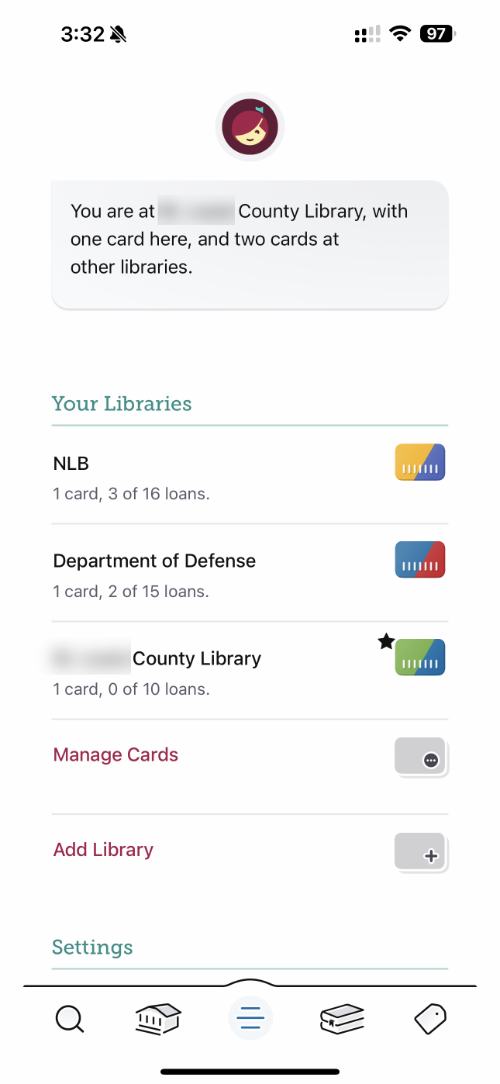 3:32
97
You are at County Library, with
one card here, and two cards at
other libraries.
Your Libraries
NLB
1 card, 3 of 16 loans.
Department of Defense
1 card, 2 of 15 loans.
County Library
1 card, 0 of 10 loans.
Manage Cards
Add Library
Settings